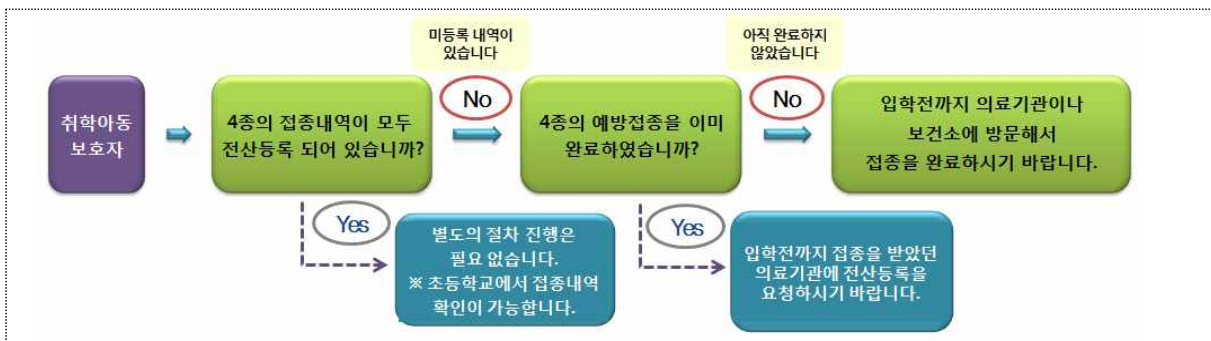 취학아동
보호자
4종의 접종내역이 모두
전산등록 되어 있습니까?
미등록 내역이
있습니다
No
4종의 예방접종을 이미
완료하였습니까?
아직 완료하지
않았습니다
No
입학전까지 의료기관이나
보건소에 방문해서
접종을 완료하시기 바랍니다.
Yes
별도의 절차 진행은
필요 없습니다.
※ 초등학교에서 접종내역
확인이 가능합니다.
Yes
입학전까지 접종을 받았던
의료기관에 전산등록을
요청하시기 바랍니다.